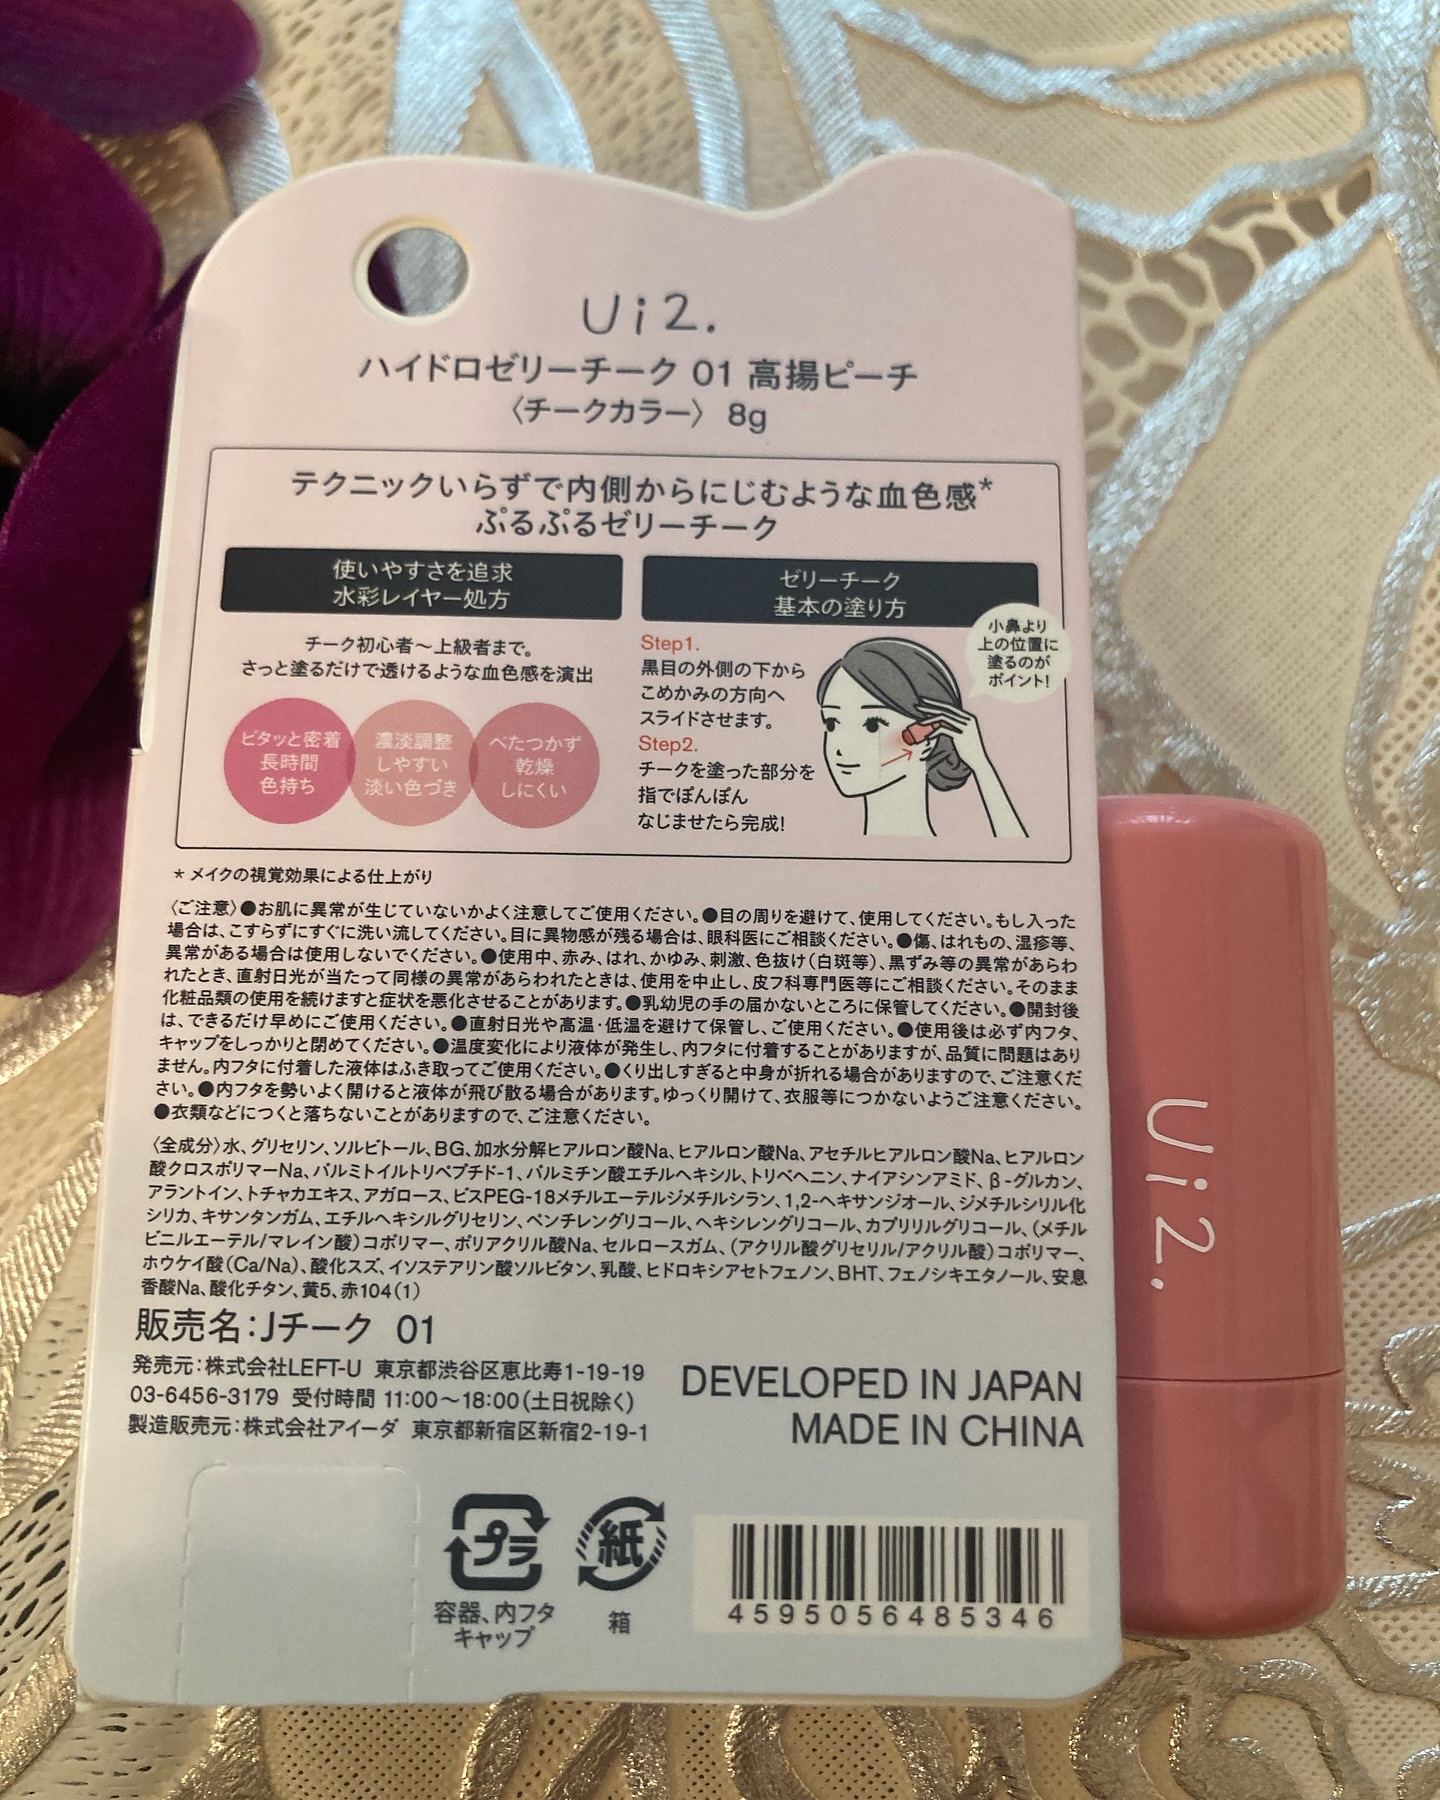 Ui2.
ハイドロゼリーチーク 01 高揚ピーチ
〈チークカラー〉 8g
テクニックいらずで内側からにじむような血色感*
ぷるぷるゼリーチーク
使いやすさを追求
水彩レイヤー処方
チーク初心者～上級者まで。
さっと塗るだけで透けるような血色感を演出
ピタッと密着
長時間
色持ち
濃淡調整
しやすい
淡い色づき
べたつかず
乾燥
しにくい
ゼリーチーク
基本の塗り方
Step1.
黒目の外側の下から
こめかみの方向へ
スライドさせます。
Step2.
チークを塗った部分を
指でぽんぽん
なじませたら完成!
小鼻より
上の位置に
塗るのが
ポイント!
* メイクの視覚効果による仕上がり
〈ご注意〉●お肌に異常が生じていないかよく注意してご使用ください。●目の周りを避けて、使用してください。もし入った
場合は、こすらずにすぐに洗い流してください。目に異物感が残る場合は、眼科医にご相談ください。●傷、はれもの、湿疹等、
異常がある場合は使用しないでください。●使用中、赤み、はれ、かゆみ、刺激、色抜け(白斑等)、黒ずみ等の異常があらわ
れたとき、直射日光が当たって同様の異常があらわれたときは、使用を中止し、皮フ科専門医等にご相談ください。そのまま
化粧品類の使用を続けますと症状を悪化させることがあります。●乳幼児の手の届かないところに保管してください。●開封後
は、できるだけ早めにご使用ください。●直射日光や高温・低温を避けて保管し、ご使用ください。●使用後は必ず内フタ、
キャップをしっかりと閉めてください。●温度変化により液体が発生し、内フタに付着することがありますが、品質に問題はあり
ません。内フタに付着した液体はふき取ってご使用ください。●くり出しすぎると中身が折れる場合がありますので、ご注意くだ
さい。●内フタを勢いよく開けると液体が飛び散る場合があります。ゆっくり開けて、衣服等につかないようご注意ください。
●衣類などにつくと落ちないことがありますので、ご注意ください。
〈全成分〉水、グリセリン、ソルビトール、BG、加水分解ヒアルロン酸Na、ヒアルロン酸Na、アセチルヒアルロン酸Na、ヒアルロン
酸クロスポリマーNa、パルミトイルトリペプチド-1、パルミチン酸エチルヘキシル、トリベヘニン、ナイアシンアミド、β-グルカン、
アラントイン、トチャカエキス、アガロース、ビスPEG-18メチルエーテルジメチルシラン、1,2-ヘキサンジオール、ジメチルシリル化
シリカ、キサンタンガム、エチルヘキシルグリセリン、ペンチレングリコール、ヘキシレングリコール、カプリリルグリコール、(メチル
ビニルエーテル/マレイン酸)コポリマー、ポリアクリル酸Na、セルロースガム、(アクリル酸グリセリル/アクリル酸)コポリマー、
ホウケイ酸(Ca/Na)、酸化スズ、イソステアリン酸ソルビタン、乳酸、ヒドロキシアセトフェノン、BHT、フェノシキエタノール、安息
香酸Na、酸化チタン、黄5、赤104(1)
販売名:Jチーク 01
発売元:株式会社LEFT-U 東京都渋谷区恵比寿1-19-19
03-6456-3179 受付時間 11:00～18:00(土日祝除く)
製造販売元:株式会社アイーダ 東京都新宿区新宿2-19-1
DEVELOPED IN JAPAN
MADE IN CHINA
プラ
容器、内フタ
キャップ
紙
箱
4595056485346
Ui2.